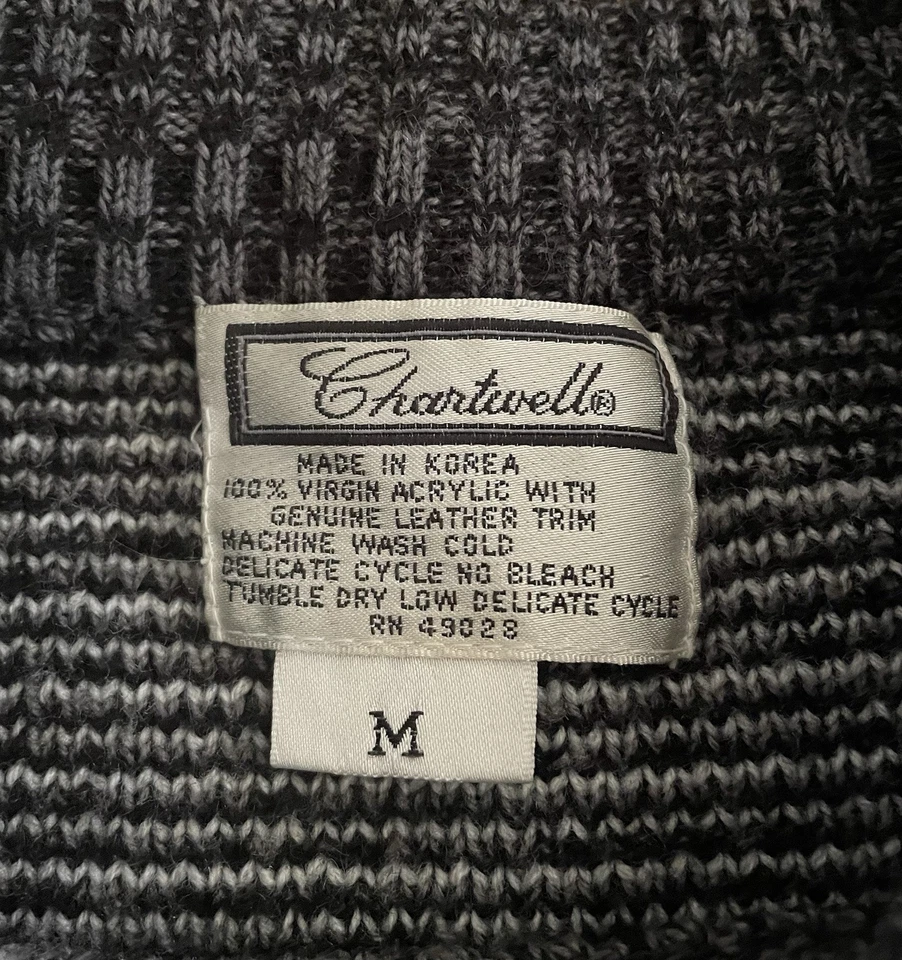 Chartwell®
MADE IN KOREA
100% VIRGIN ACRYLIC WITH
GENUINE LEATHER TRIM
MACHINE WASH COLD
DELICATE CYCLE NO BLEACH
TUMBLE DRY LOW DELICATE CYCLE
RN 49028
M